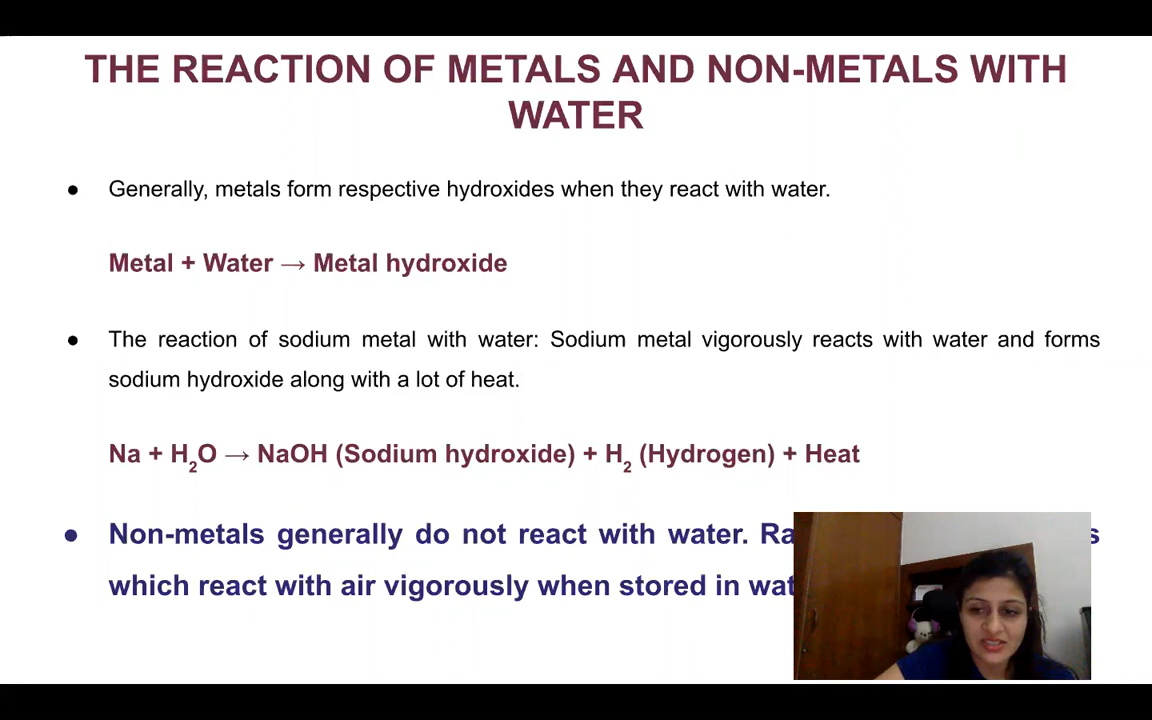 THE REACTION OF METALS AND NON-METALS WITH
WATER
● Generally, metals form respective hydroxides when they react with water.
Metal + Water → Metal hydroxide
● The reaction of sodium metal with water: Sodium metal vigorously reacts with water and forms
sodium hydroxide along with a lot of heat.
Na + H₂O → NaOH (Sodium hydroxide) + H₂ (Hydrogen) + Heat
● Non-metals generally do not react with water.
which react with air vigorously when stored in